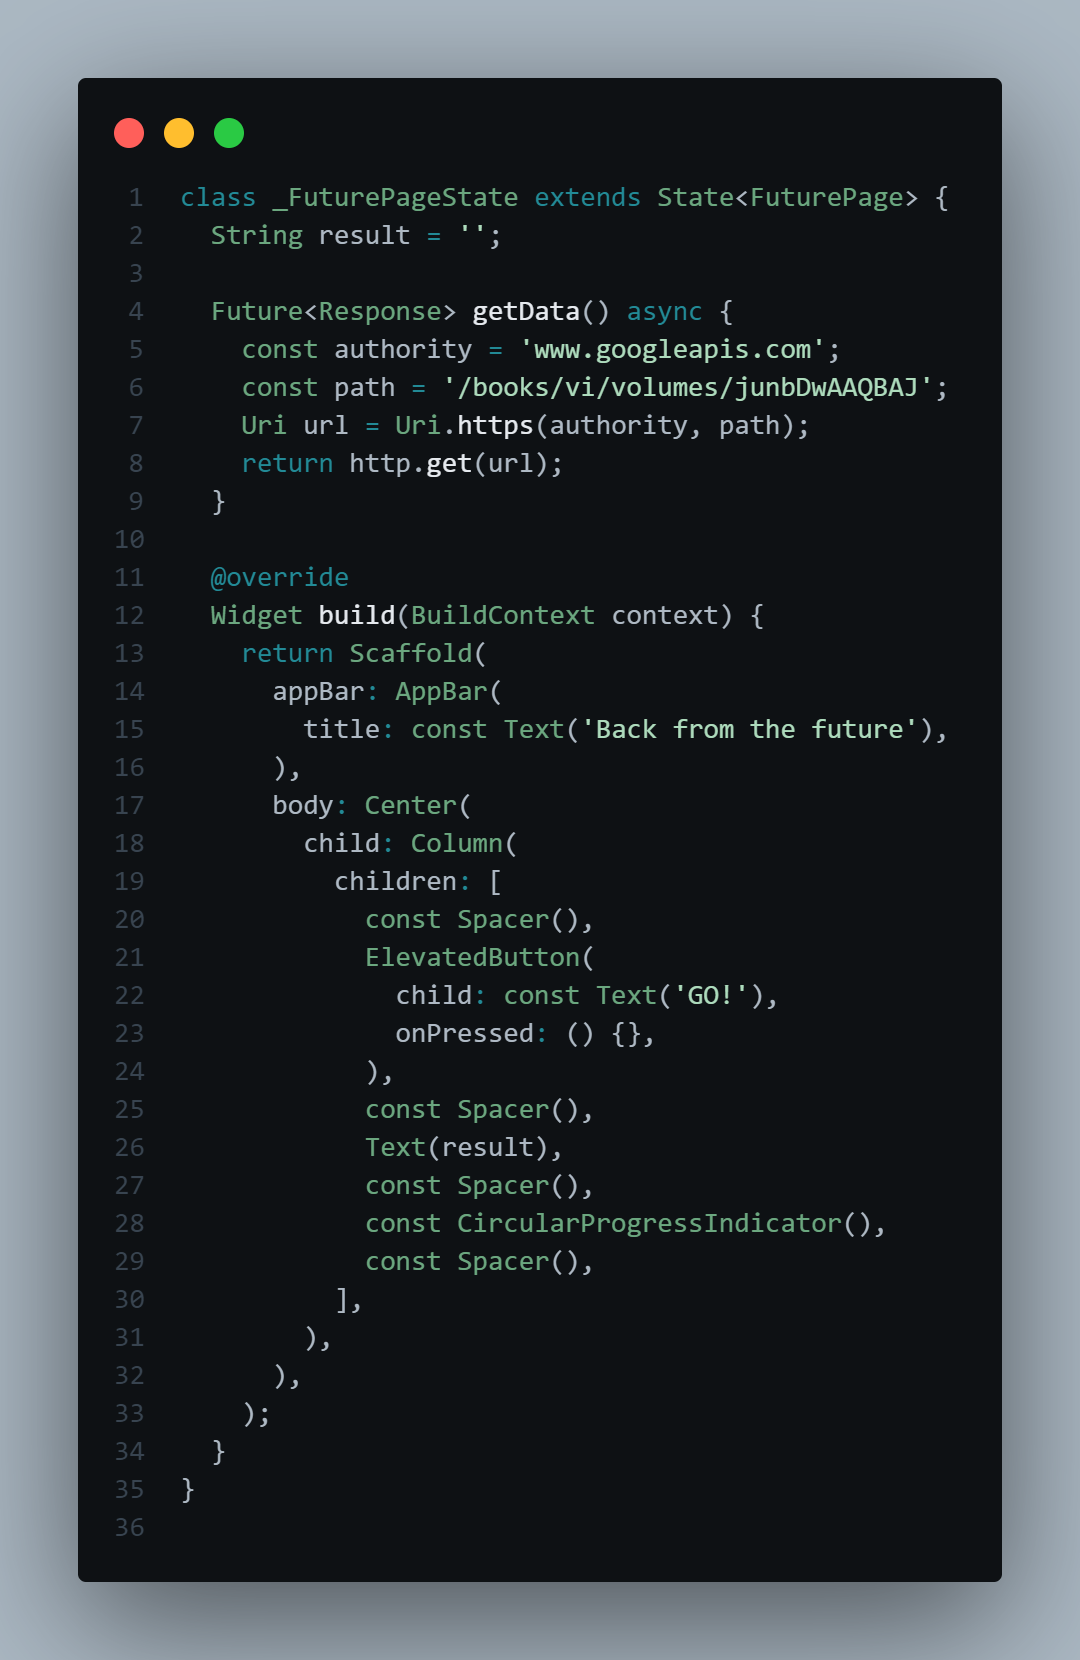 1 class _FuturePageState extends State<FuturePage> {
2   String result = '';
3
4   Future<Response> getData() async {
5     const authority = 'www.googleapis.com';
6     const path = '/books/vi/volumes/junbDwAAQBAJ';
7     Uri url = Uri.https(authority, path);
8     return http.get(url);
9   }
10
11   @override
12   Widget build(BuildContext context) {
13     return Scaffold(
14       appBar: AppBar(
15         title: const Text('Back from the future'),
16       ),
17       body: Center(
18         child: Column(
19           children: [
20             const Spacer(),
21             ElevatedButton(
22               child: const Text('GO!'),
23               onPressed: () {},
24             ),
25             const Spacer(),
26             Text(result),
27             const Spacer(),
28             const CircularProgressIndicator(),
29             const Spacer(),
30           ],
31         ),
32       ),
33     );
34   }
35 }
36